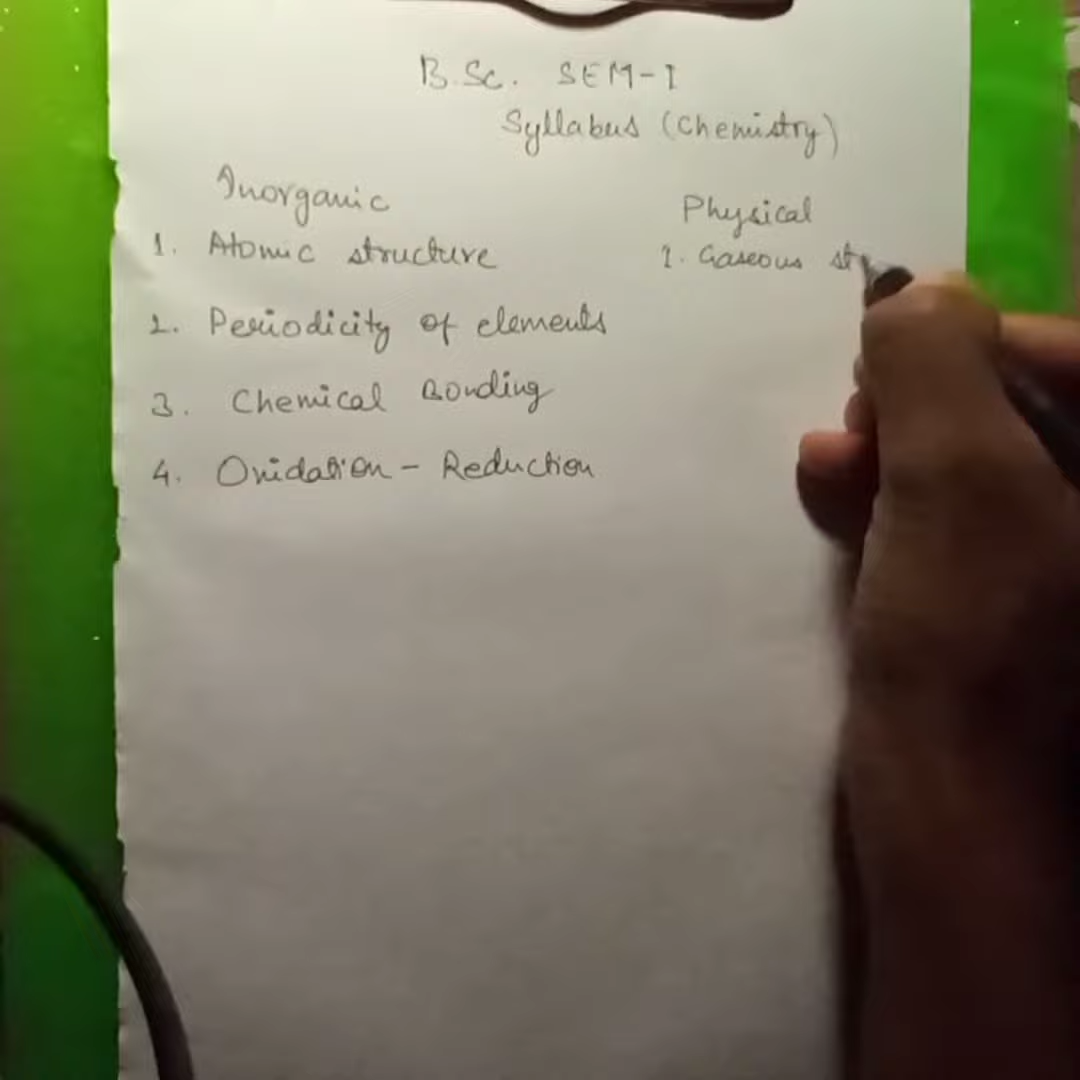 B.Sc. SEM-I
Syllabus (Chemistry)
Inorganic
1. Atomic structure
2. Periodicity of elements
3. Chemical Bonding
4. Oxidation - Reduction
Physical
1. Gaseous